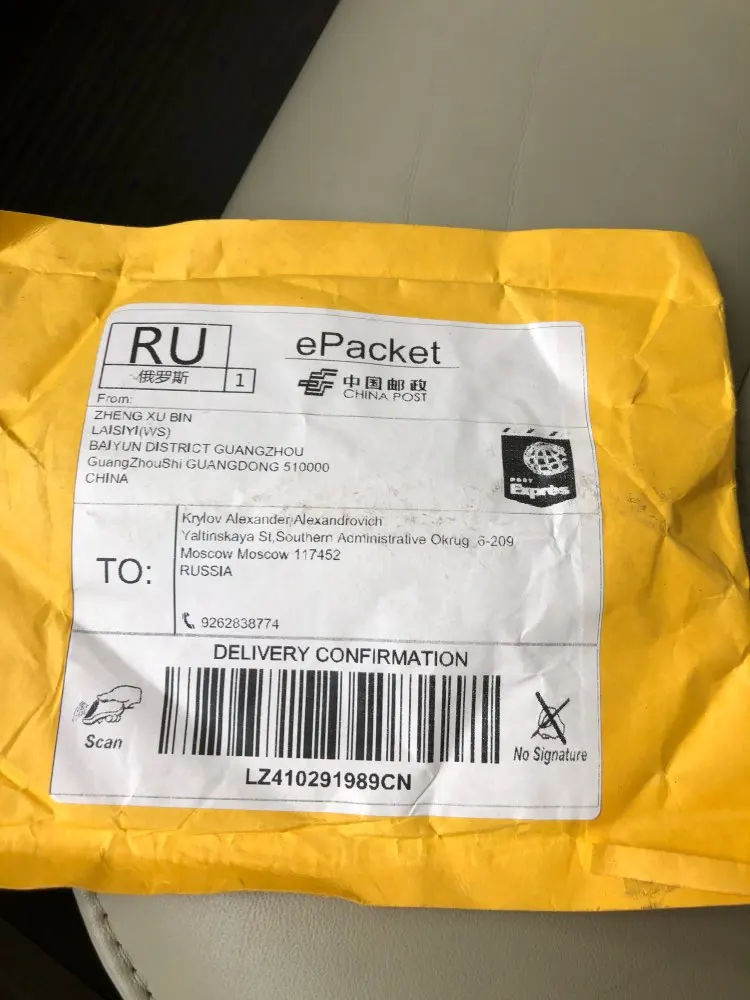 RU
俄罗斯
1
ePacket
中国邮政
CHINA POST
From:
ZHENG XU BIN
LAISIYI(WS)
BAIYUN DISTRICT GUANGZHOU
GuangZhouShi GUANGDONG 510000
CHINA
POST
Expres
TO:
Krylov Alexander Alexandrovich
Yaltinskaya St,Southern Administrative Okrug 6-209
Moscow Moscow 117452
RUSSIA
9262838774
DELIVERY CONFIRMATION
Scan
No Signature
LZ410291989CN